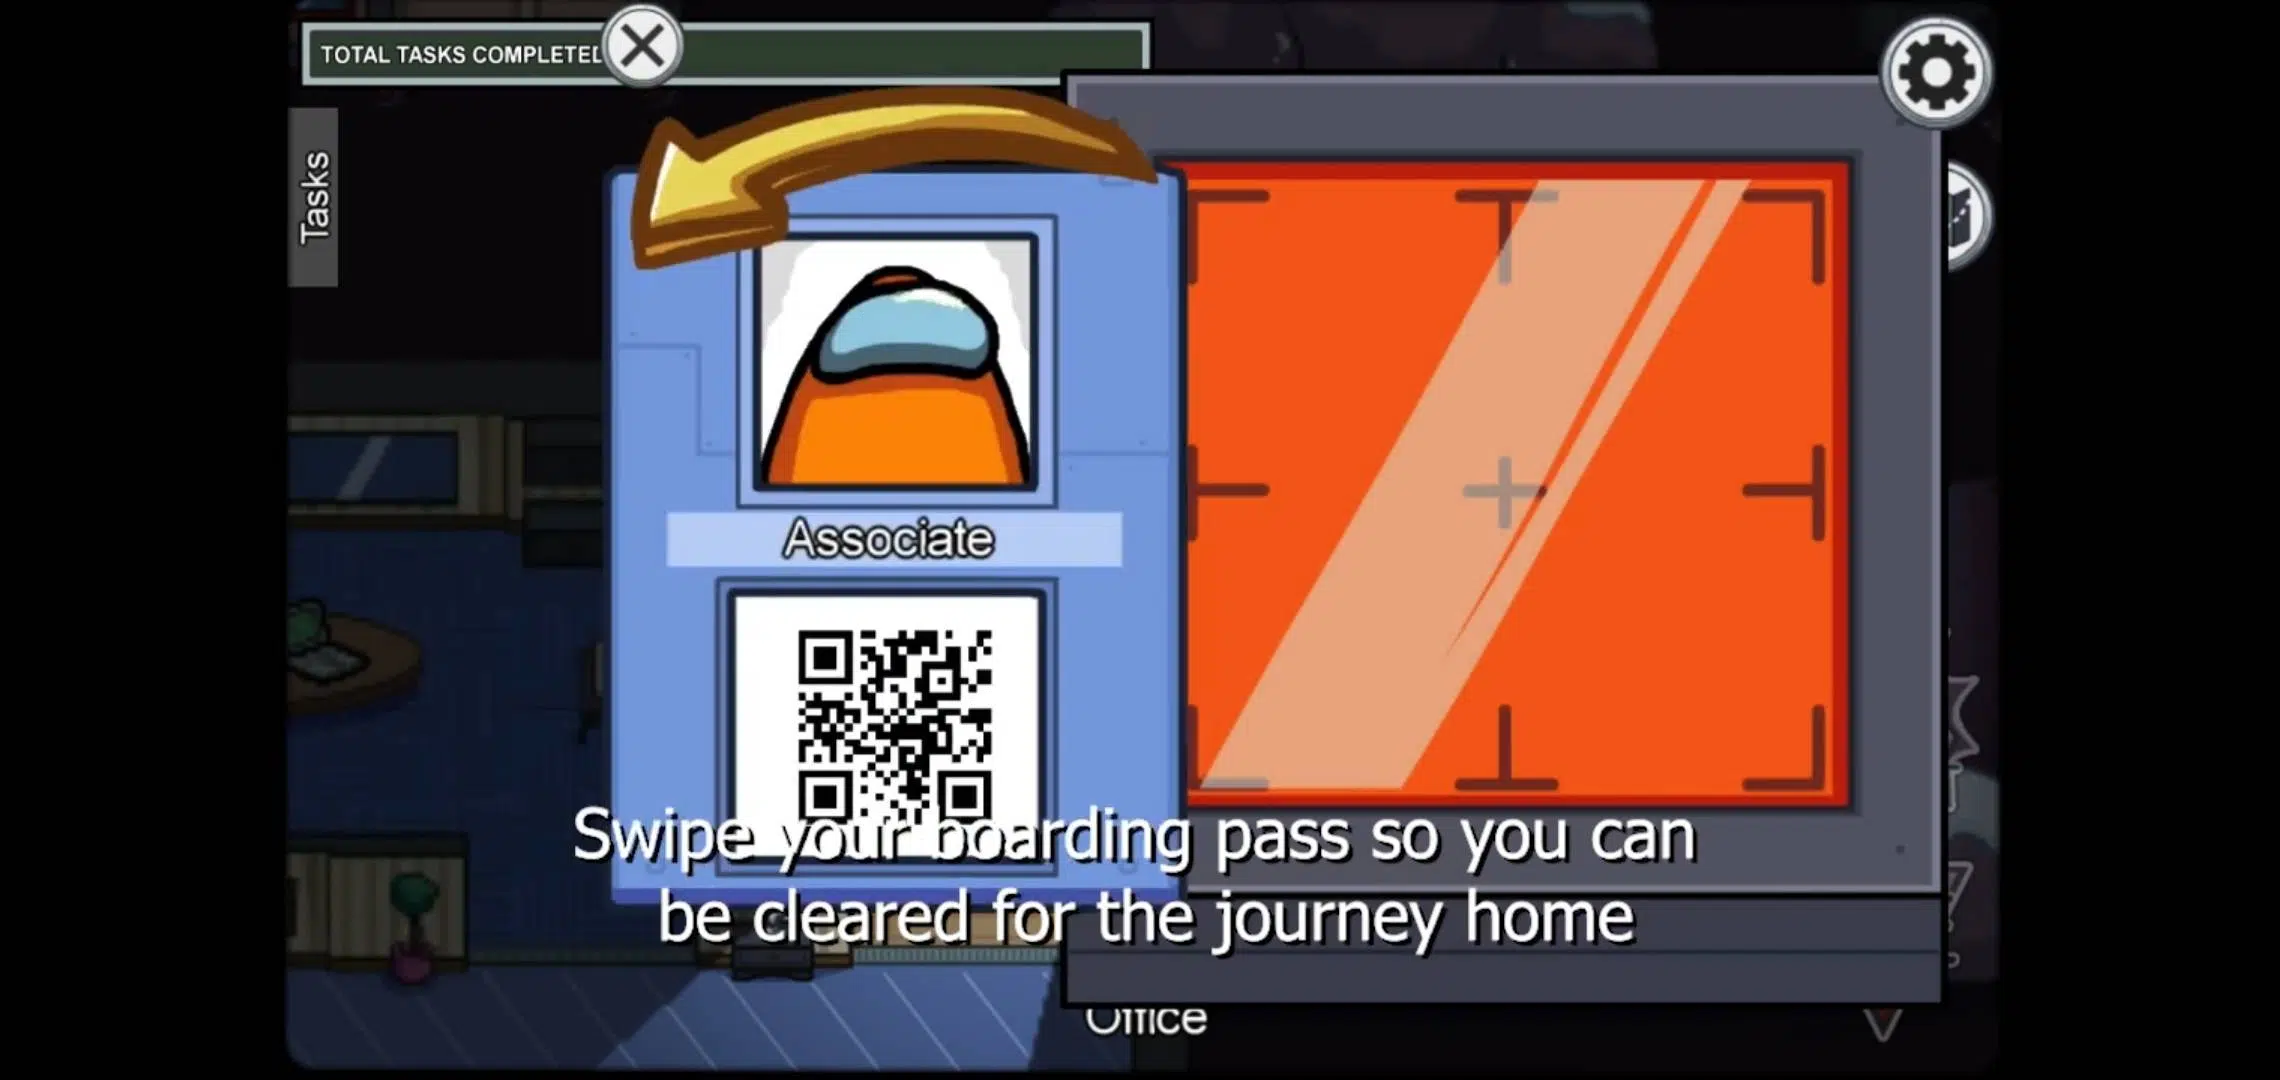 TOTAL TASKS COMPLETED
Tasks
Associate
Swipe your boarding pass so you can
be cleared for the journey home
Office